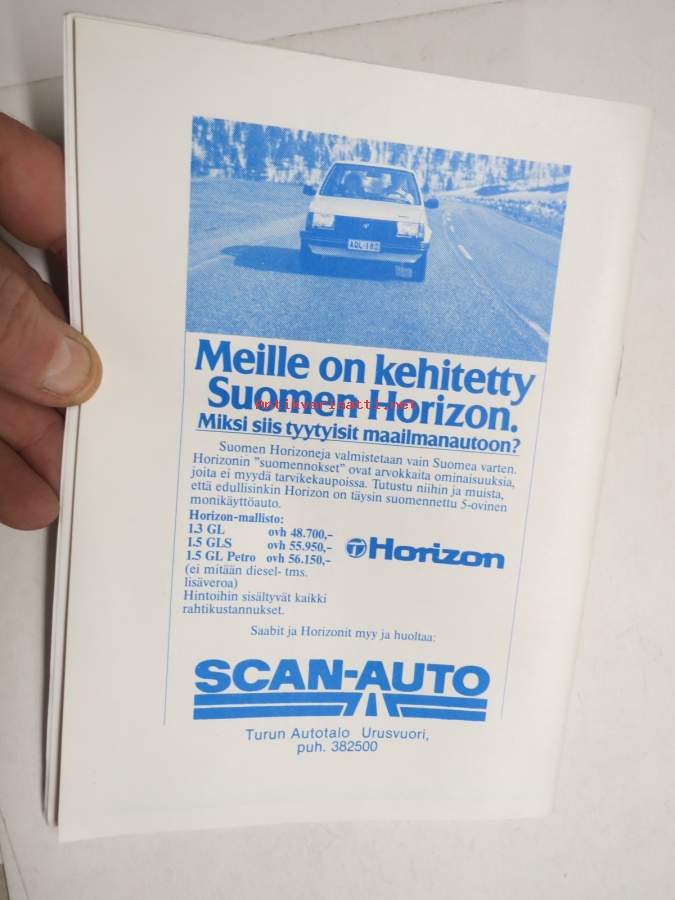 AOL-182
Meille on kehitetty
Suomen Horizon.
Antikvariaatti.net
Miksi siis tyytyisit maailmanautoon?
Suomen Horizoneja valmistetaan vain Suomea varten.
Horizonin "suomennokset" ovat arvokkaita ominaisuuksia,
joita ei myydä tarvikekaupoissa. Tutustu niihin ja muista,
että edullisinkin Horizon on täysin suomennettu 5-ovinen
monikäyttöauto.
Horizon-mallisto:
1.3 GL ovh 48.700,-
1.5 GLS ovh 55.950,-
1.5 GL Petro ovh 56.150,-
(ei mitään diesel- tms.
lisäveroa)
Hintoihin sisältyvät kaikki
rahtikustannukset.
Horizon
Saabit ja Horizonit myy ja huoltaa:
SCAN-AUTO
Turun Autotalo Urusvuori,
puh. 382500